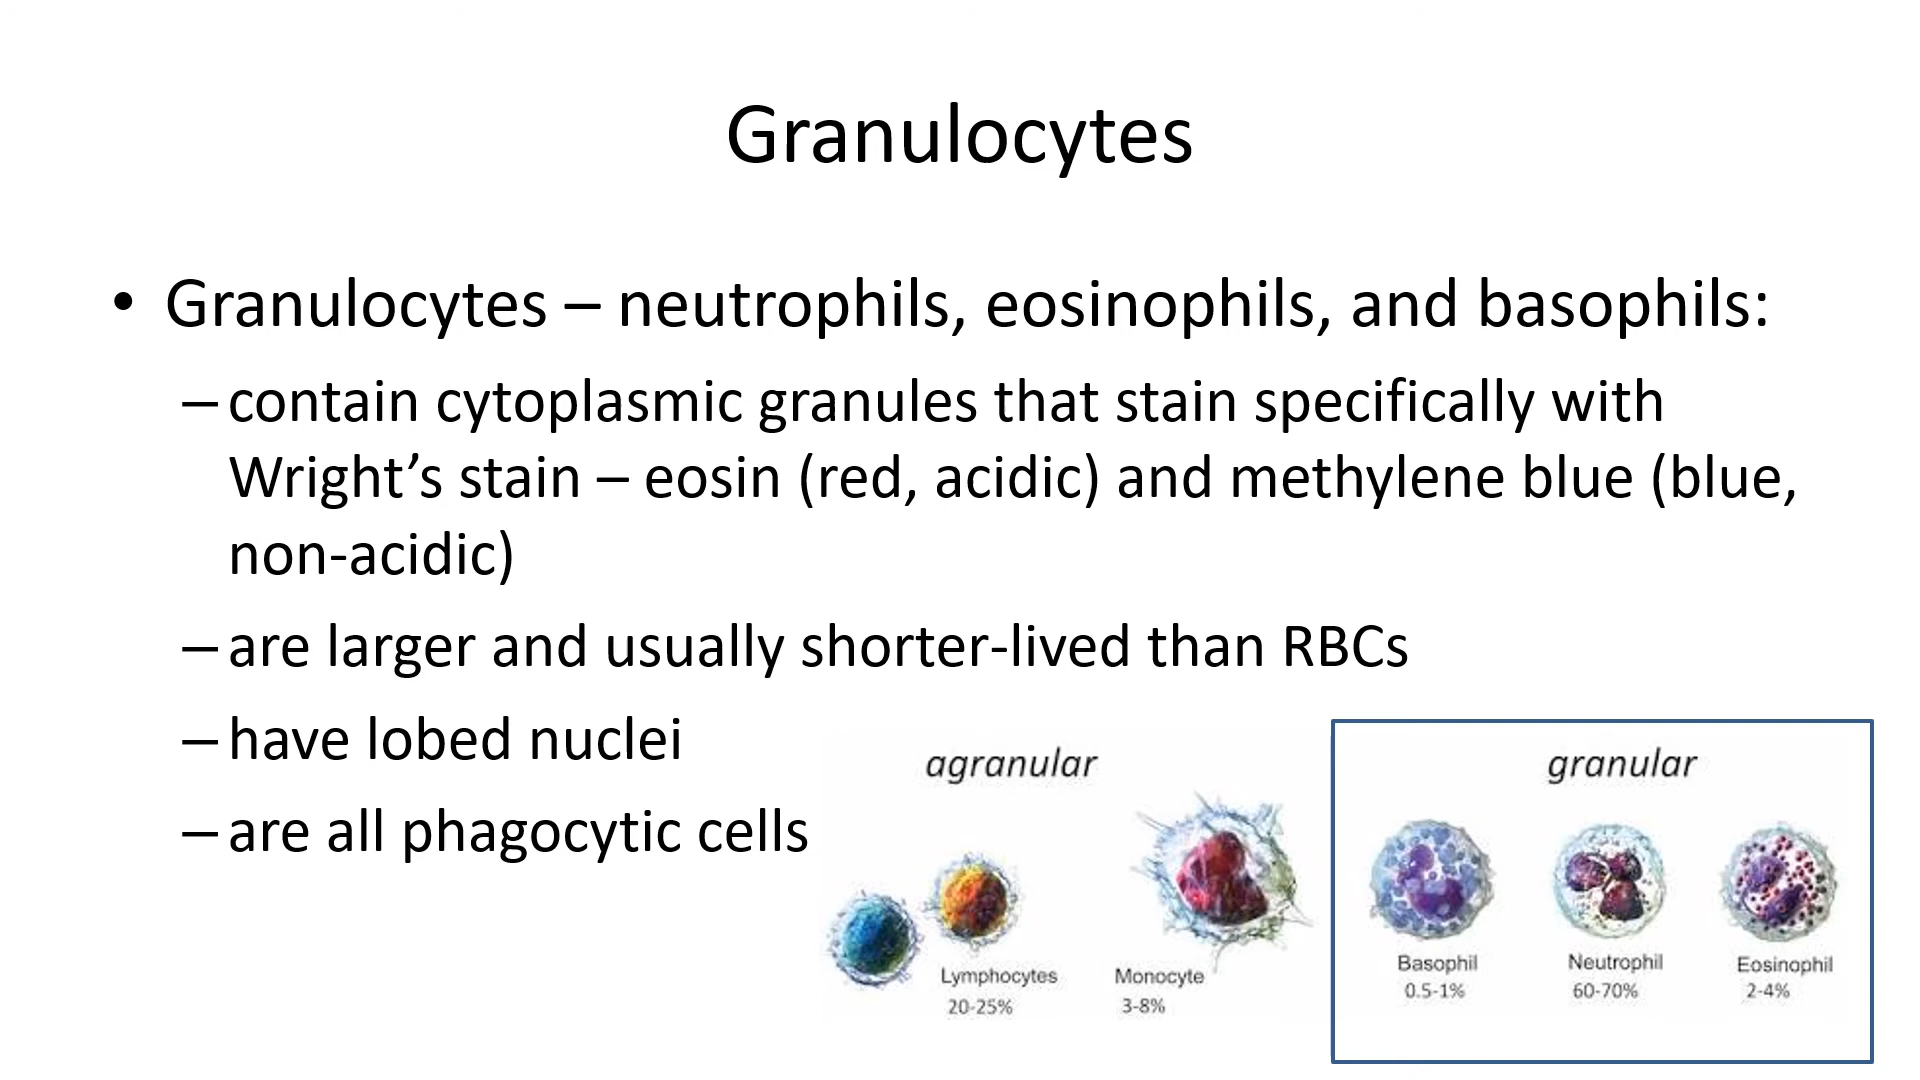 Granulocytes
• Granulocytes – neutrophils, eosinophils, and basophils:
– contain cytoplasmic granules that stain specifically with
Wright’s stain – eosin (red, acidic) and methylene blue (blue,
non-acidic)
– are larger and usually shorter-lived than RBCs
– have lobed nuclei
– are all phagocytic cells
agranular
Lymphocytes
20-25%
Monocyte
3-8%
granular
Basophil
0.5-1%
Neutrophil
60-70%
Eosinophil
2-4%